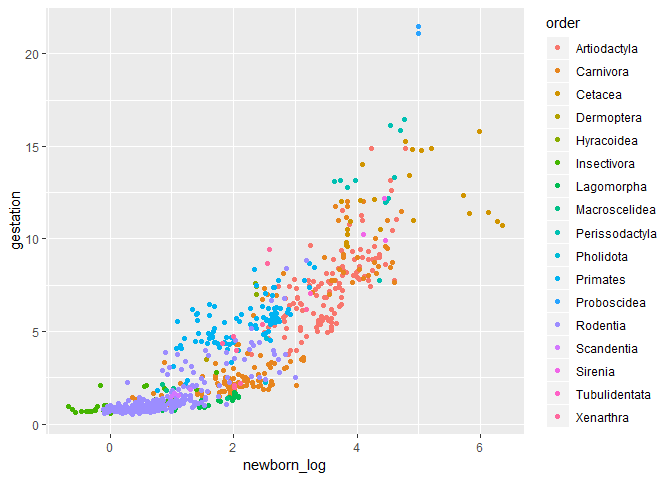 order
Artiodactyla
Carnivora
Cetacea
Dermoptera
Hyracoidea
Insectivora
Lagomorpha
Macroscelidea
Perissodactyla
Pholidota
Primates
Proboscidea
Rodentia
Scandentia
Sirenia
Tubulidentata
Xenarthra
gestation
20
15
10
5
0
0 2 4 6
newborn_log